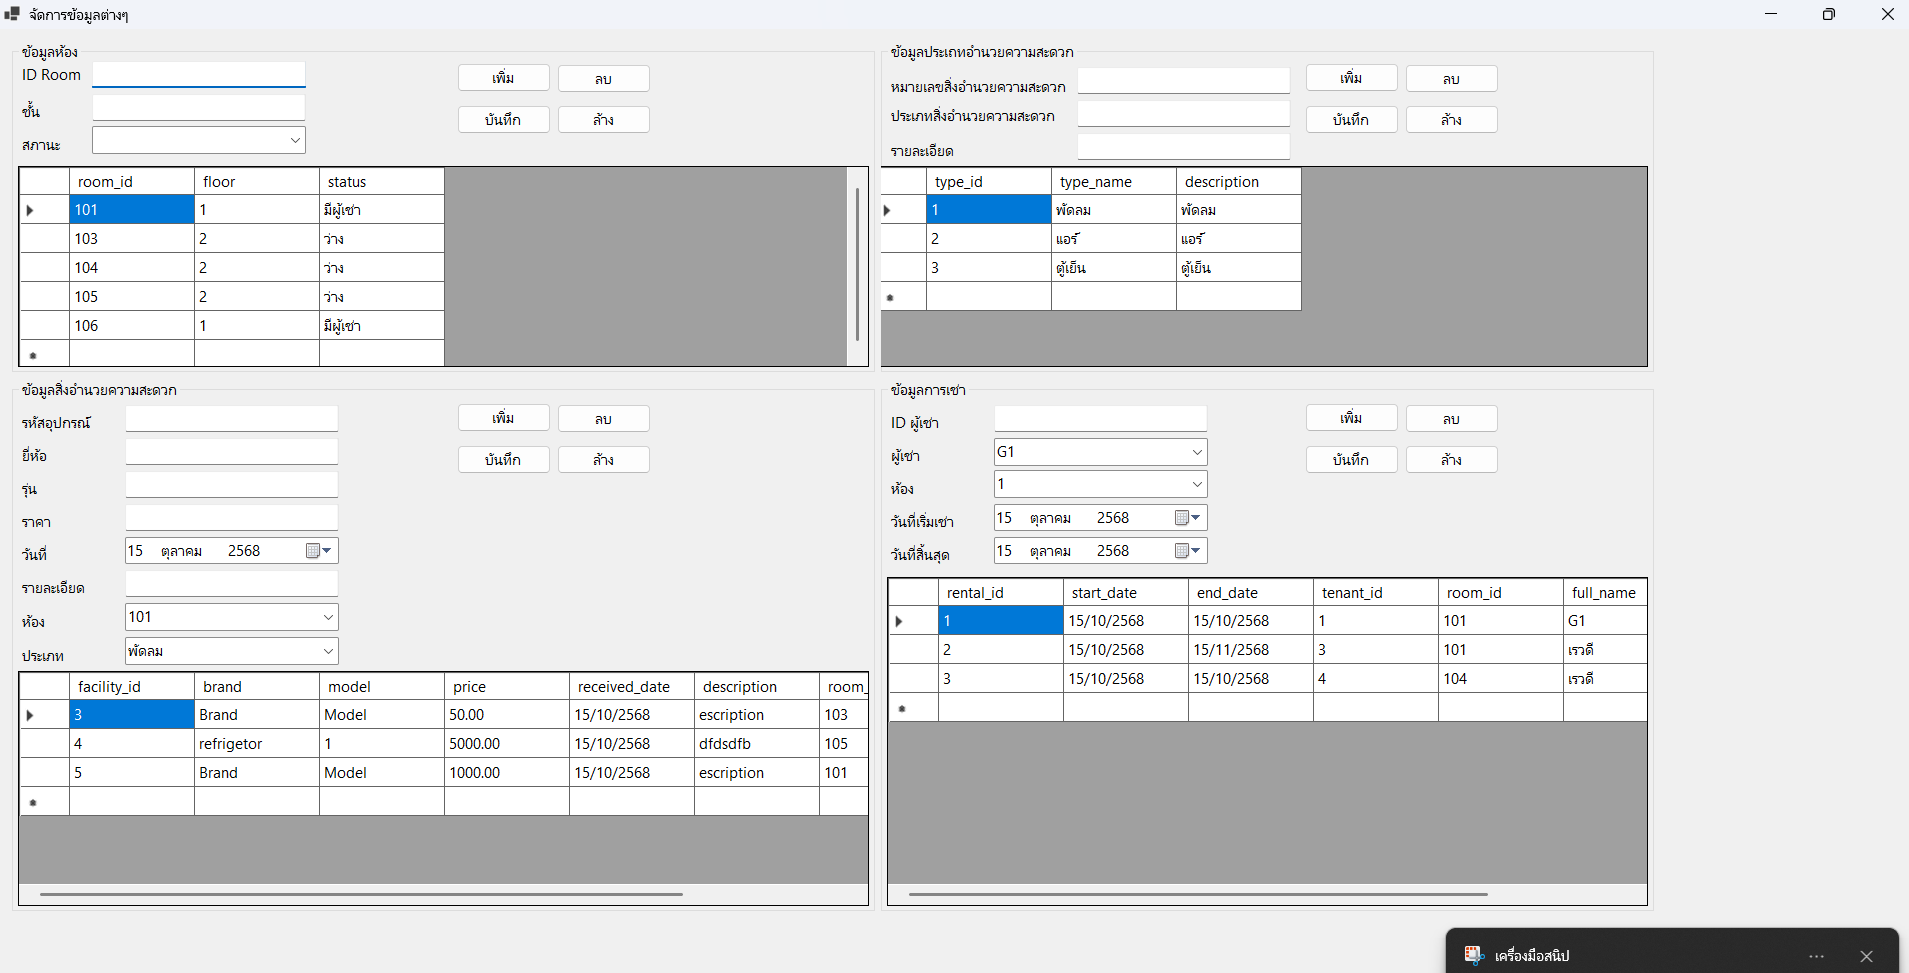 จัดการข้อมูลต่างๆ
ข้อมูลห้อง
ID Room
เพิ่ม ลบ
ชั้น
บันทึก ล้าง
สภานะ
room_id floor status
101 1 มีผู้เช่า
103 2 ว่าง
104 2 ว่าง
105 2 ว่าง
106 1 มีผู้เช่า
ข้อมูลประเภทอำนวยความสะดวก
เพิ่ม ลบ
หมายเลขสิ่งอำนวยความสะดวก
ประเภทสิ่งอำนวยความสะดวก
บันทึก ล้าง
รายละเอียด
type_id type_name description
1 พัดลม พัดลม
2 แอร์ แอร์
3 ตู้เย็น ตู้เย็น
ข้อมูลสิ่งอำนวยความสะดวก
รหัสอุปกรณ์
เพิ่ม ลบ
ยี่ห้อ
บันทึก ล้าง
รุ่น
ราคา
วันที่ 15 ตุลาคม 2568
รายละเอียด
ห้อง 101
ประเภท พัดลม
facility_id brand model price received_date description room_
3 Brand Model 50.00 15/10/2568 escription 103
4 refrigetor 1 5000.00 15/10/2568 dfdsdfb 105
5 Brand Model 1000.00 15/10/2568 escription 101
ข้อมูลการเช่า
ID ผู้เช่า
เพิ่ม ลบ
ผู้เช่า G1
บันทึก ล้าง
ห้อง 1
วันที่เริ่มเช่า 15 ตุลาคม 2568
วันที่สิ้นสุด 15 ตุลาคม 2568
rental_id start_date end_date tenant_id room_id full_name
1 15/10/2568 15/10/2568 1 101 G1
2 15/10/2568 15/11/2568 3 101 เรวดี
3 15/10/2568 15/10/2568 4 104 เรวดี
เครื่องมือสนิป